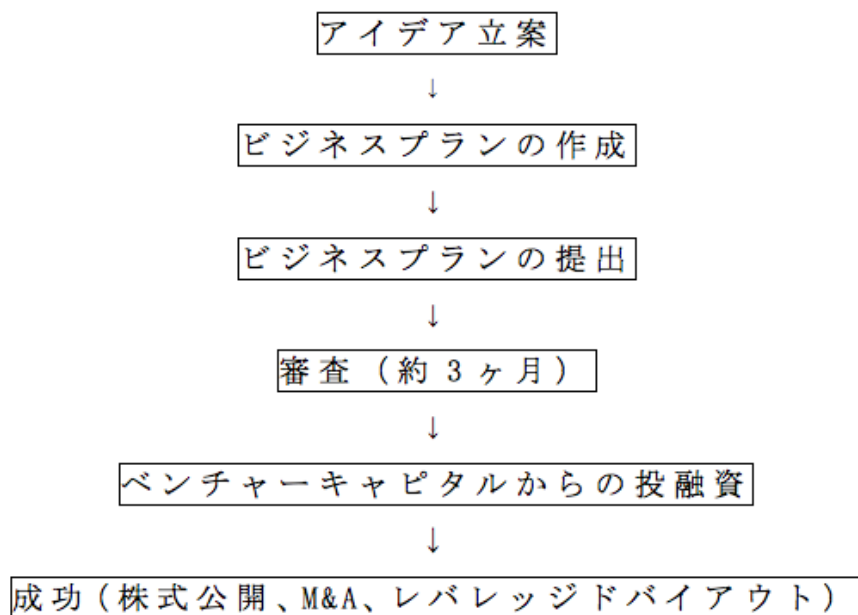 アイデア立案
↓
ビジネスプランの作成
↓
ビジネスプランの提出
↓
審査（約3ヶ月）
↓
ベンチャーキャピタルからの投融資
↓
成功（株式公開、M&A、レバレッジドバイアウト）